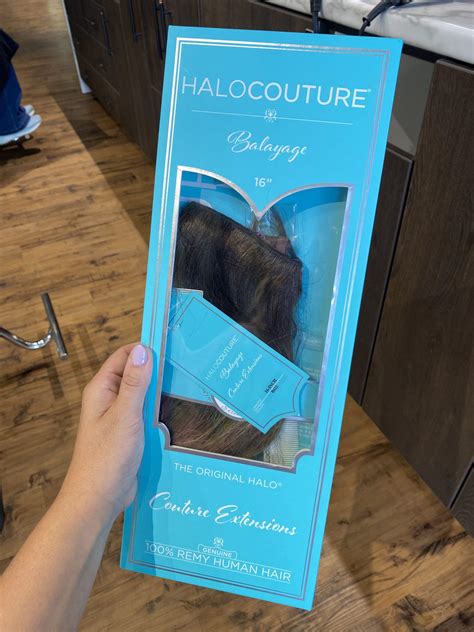 HALOCOUTURE®
Balayage
16"
HALOCOUTURE®
Balayage
Couture Extensions
THE ORIGINAL HALO®
Couture Extensions
GENUINE
100% REMY HUMAN HAIR